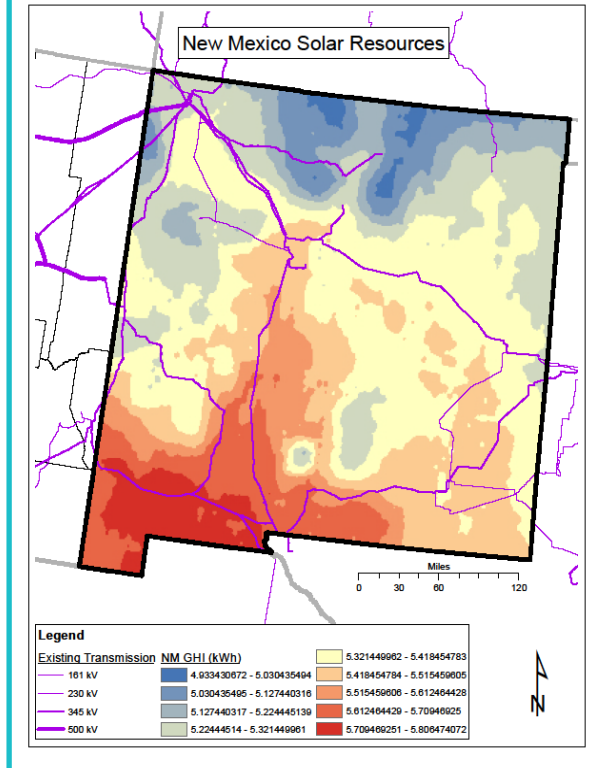 New Mexico Solar Resources
Miles
0 30 60 120
Legend
Existing Transmission
161 kV
230 kV
345 kV
500 kV
NM GHI (kWh)
4.933430672 - 5.030435494
5.030435495 - 5.127440316
5.127440317 - 5.224445139
5.22444514 - 5.321449961
5.321449962 - 5.418454783
5.418454784 - 5.515459605
5.515459606 - 5.612464428
5.612464429 - 5.70946925
5.709469251 - 5.806474072
N